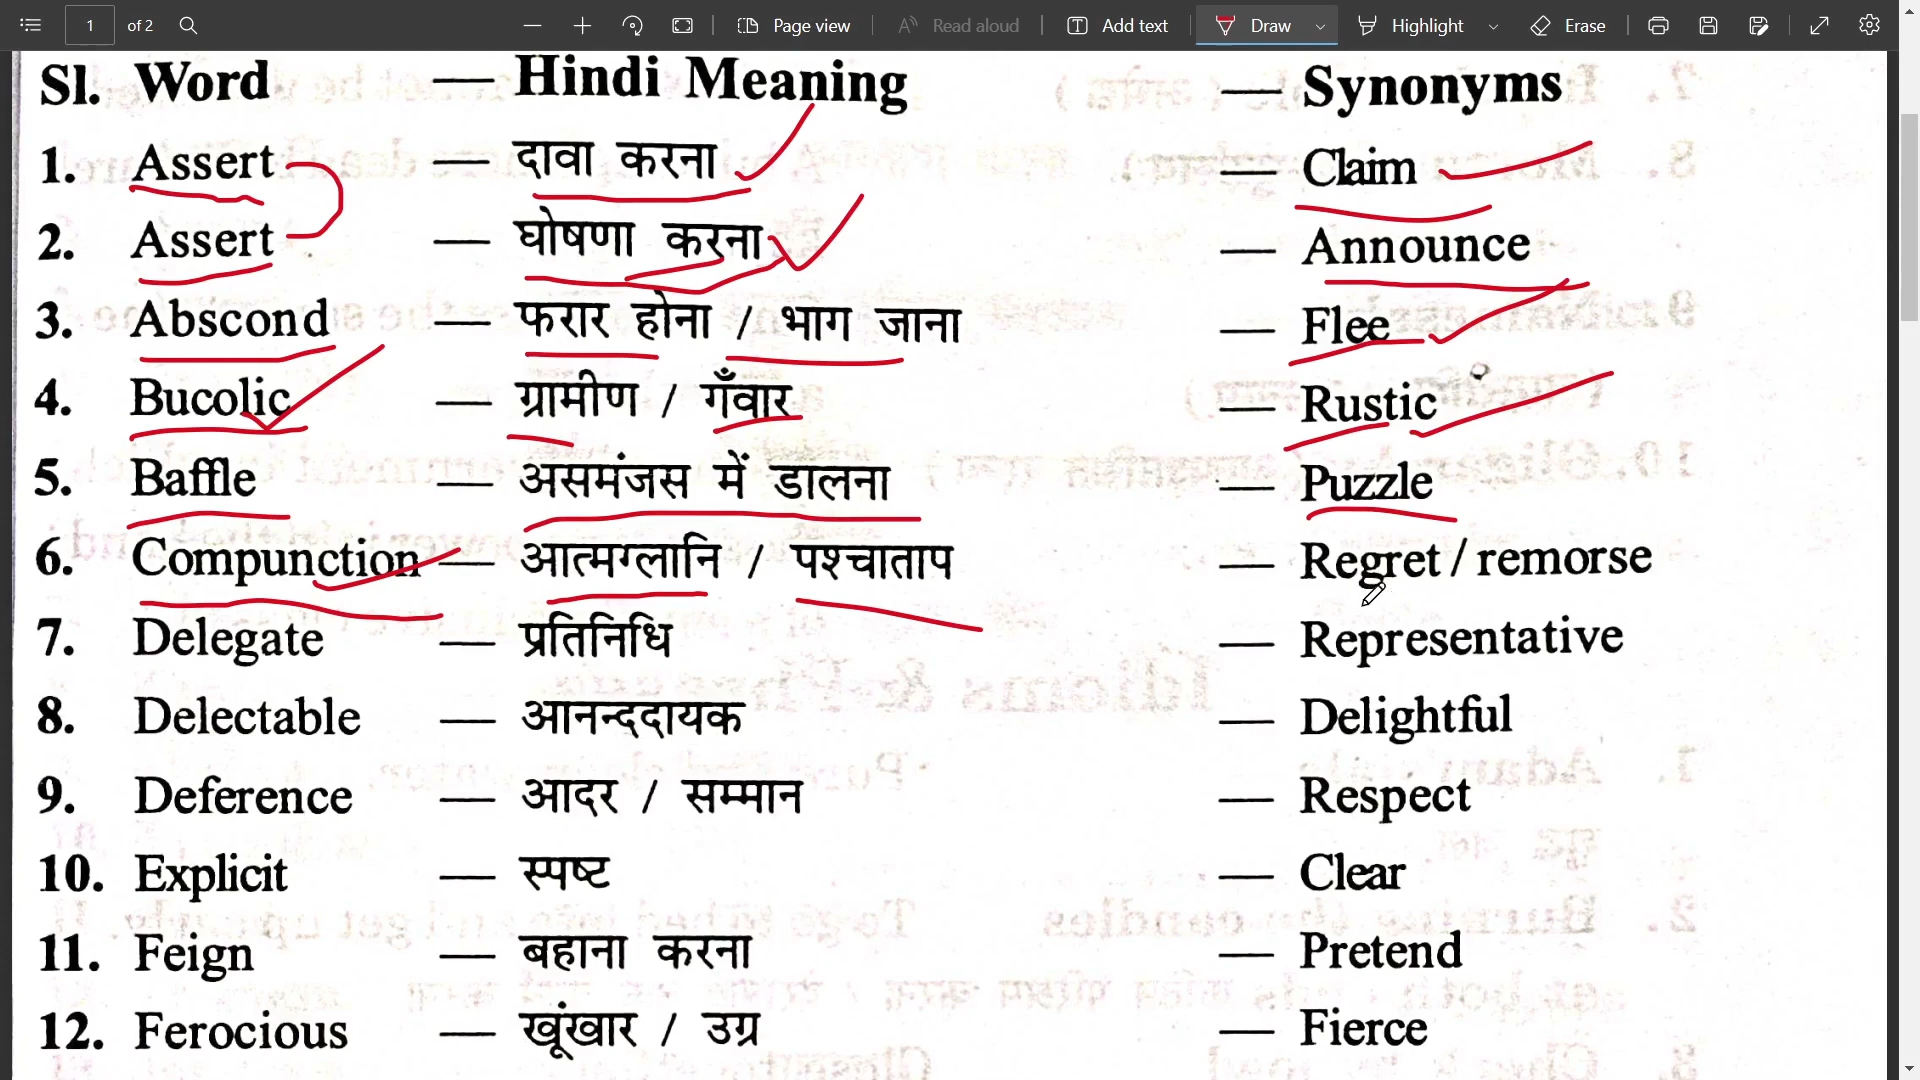 1 of 2 Page view Read aloud Add text Draw Highlight Erase
Sl. Word — Hindi Meaning — Synonyms
1. Assert — दावा करना — Claim
2. Assert — घोषणा करना — Announce
3. Abscond — फरार होना / भाग जाना — Flee
4. Bucolic — ग्रामीण / गँवार — Rustic
5. Baffle — असमंजस में डालना — Puzzle
6. Compunction — आत्मग्लानि / पश्चाताप — Regret / remorse
7. Delegate — प्रतिनिधि — Representative
8. Delectable — आनन्ददायक — Delightful
9. Deference — आदर / सम्मान — Respect
10. Explicit — स्पष्ट — Clear
11. Feign — बहाना करना — Pretend
12. Ferocious — खूंखार / उग्र — Fierce